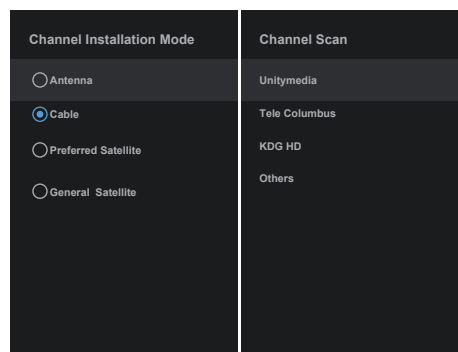 Channel Installation Mode
Antenna
Cable
Preferred Satellite
General Satellite
Channel Scan
Unitymedia
Tele Columbus
KDG HD
Others